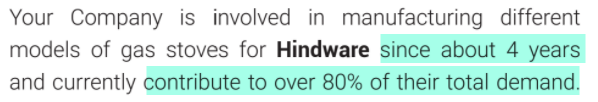 Your Company is involved in manufacturing different
models of gas stoves for Hindware since about 4 years
and currently contribute to over 80% of their total demand.